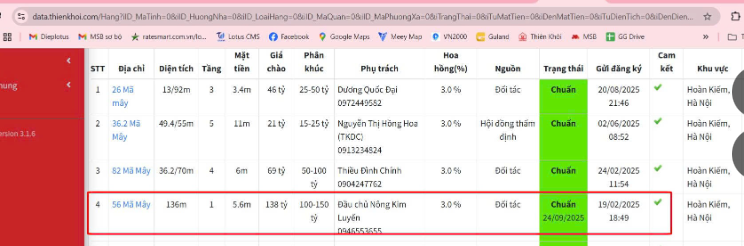 data.thienkhoi.com/Hang?iID_MaTinh=0&iID_HuongNha=0&iID_LoaiHang=0&iID_MaQuan=0&iID_MaPhuongXa=0&iTrangThai=0&iTuMatTien=0&iDenMatTien=0&iTuDienTich=0&iDenDien...
Dieplotus MSB sơ bộ ratesmart.com.vn/lo... Lotus CMS Facebook Google Maps Meey Map VN2000 Guland Thiên Khôi MSB GG Drive
STT Địa chỉ Diện tích Tầng Mặt tiền Giá chào Phân khúc Phụ trách Hoa hồng(%) Nguồn Trạng thái Gửi đăng ký Cam kết Khu vực
1 26 Mã mây 13/92m 3 3.4m 46 tỷ 25-50 tỷ Dương Quốc Đại 0972449582 3.0 % Đối tác Chuẩn 20/08/2025 21:46 Hoàn Kiếm, Hà Nội
2 36.2 Mã Mây 49.4/55m 5 11m 21 tỷ 15-25 tỷ Nguyễn Thị Hồng Hoa (TKDC) 0913234824 3.0 % Hội đồng thẩm định Chuẩn 02/06/2025 08:52 Hoàn Kiếm, Hà Nội
3 82 Mã Mây 36.2/70m 4 6m 69 tỷ 50-100 tỷ Thiều Đình Chính 0904247762 3.0 % Đối tác Chuẩn 24/02/2025 11:54 Hoàn Kiếm, Hà Nội
4 56 Mã Mây 136m 1 5.6m 138 tỷ 100-150 tỷ Đầu chủ Nông Kim Luyến 0946553655 3.0 % Đối tác Chuẩn 24/09/2025 19/02/2025 18:49 Hoàn Kiếm, Hà Nội
hung
ersion 3.1.6